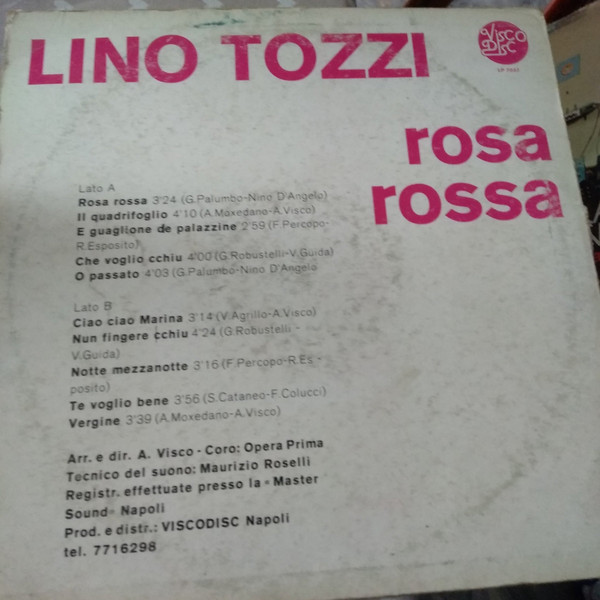 LINO TOZZI
VISCO
DISC
rosa
rossa
Lato A
Rosa rossa 3'24 (G.Palumbo-Nino D'Angelo)
Il quadrifoglio 4'10 (A.Moxedano-A.Visco)
E guaglione de palazzine 2'59 (F.Percopo-
R.Esposito)
Che voglio cchiu 4'00 (G.Robustelli-V.Guida)
O passato 4'03 (G.Palumbo-Nino D'Angelo
Lato B
Ciao ciao Marina 3'14 (V.Agrillo-A.Visco)
Nun fingere cchiu 4'24 (G.Robustelli -
V.Guida)
Notte mezzanotte 3'16 (F.Percopo-R.Es -
posito)
Te voglio bene 3'56 (S.Cataneo-F.Colucci)
Vergine 3'39 (A.Moxedano-A.Visco)
Arr. e dir. A. Visco - Coro: Opera Prima
Tecnico del suono: Maurizio Roselli
Registr. effettuate presso la «Master
Sound» Napoli
Prod. e distr.: VISCODISC Napoli
tel. 7716298